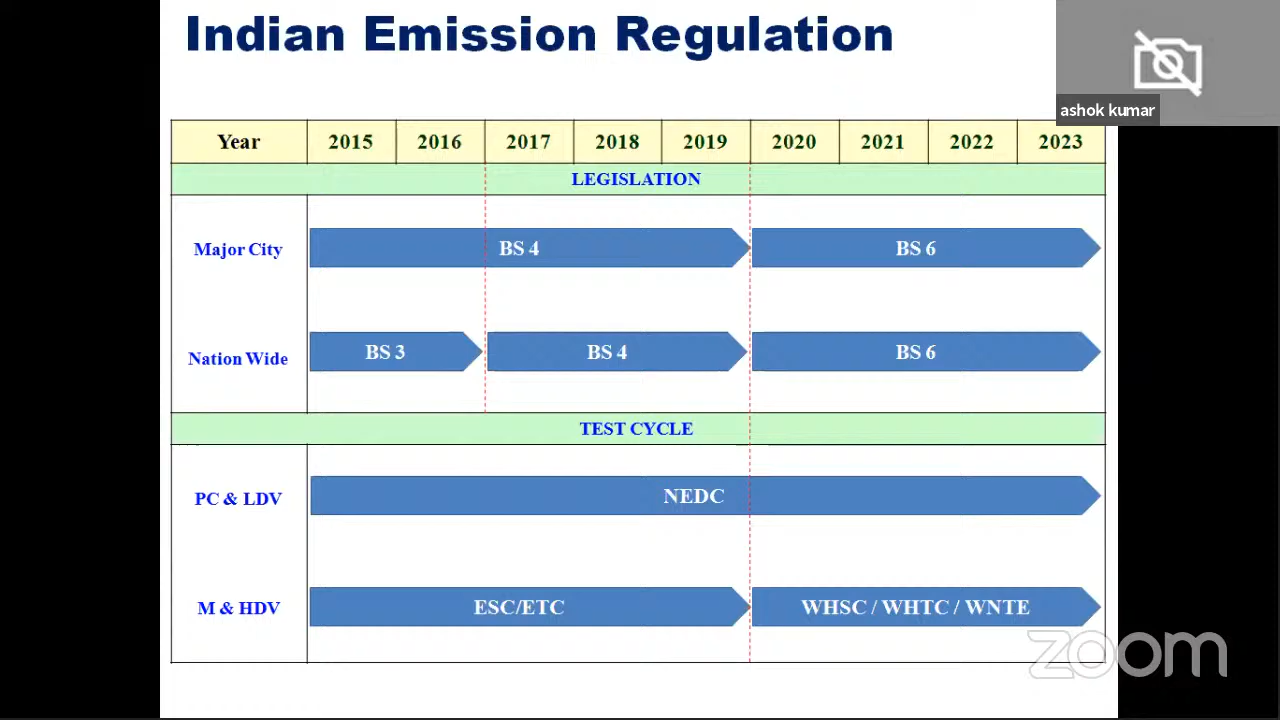 Indian Emission Regulation
ashok kumar
Year 2015 2016 2017 2018 2019 2020 2021 2022 2023
LEGISLATION
Major City BS 4 BS 6
Nation Wide BS 3 BS 4 BS 6
TEST CYCLE
PC & LDV NEDC
M & HDV ESC/ETC WHSC / WHTC / WNTE
zoom